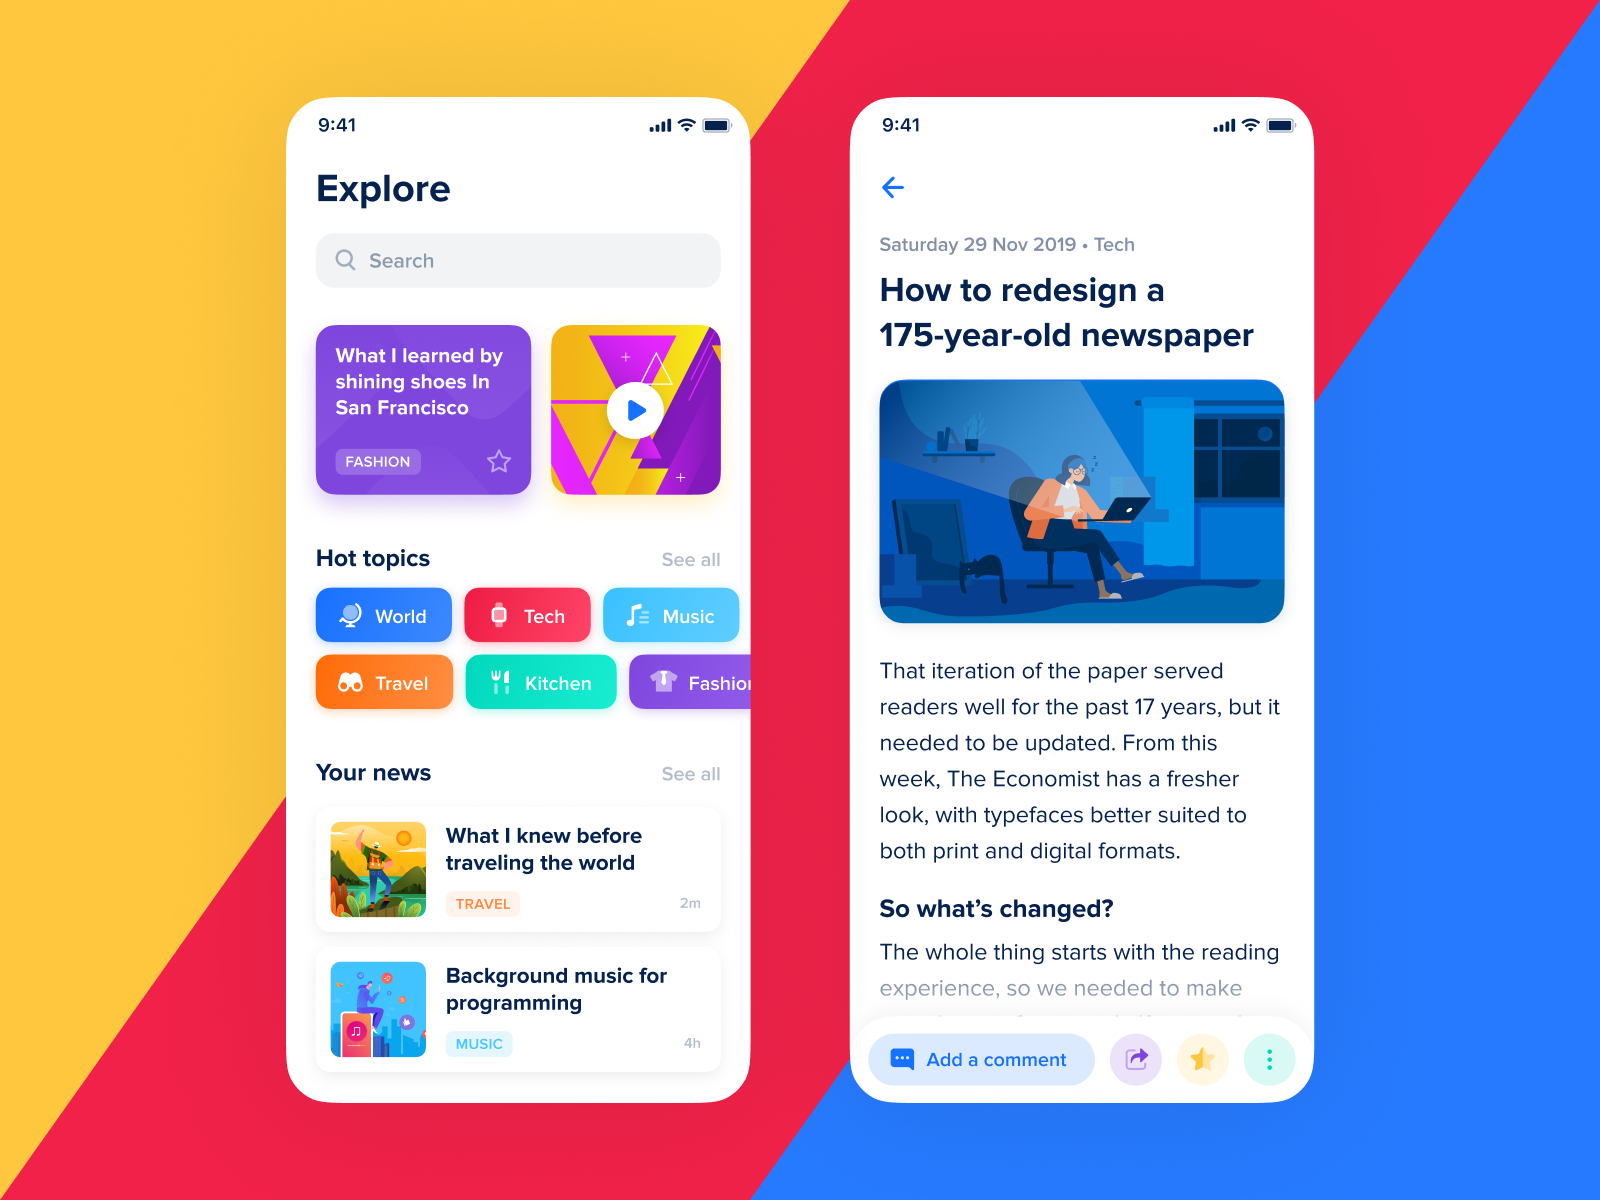 9:41
Explore
Search
What I learned by
shining shoes In
San Francisco
FASHION
Hot topics
See all
World
Tech
Music
Travel
Kitchen
Fashion
Your news
See all
What I knew before
traveling the world
TRAVEL
2m
Background music for
programming
MUSIC
4h
9:41
Saturday 29 Nov 2019 • Tech
How to redesign a
175-year-old newspaper
That iteration of the paper served
readers well for the past 17 years, but it
needed to be updated. From this
week, The Economist has a fresher
look, with typefaces better suited to
both print and digital formats.
So what’s changed?
The whole thing starts with the reading
experience, so we needed to make
Add a comment